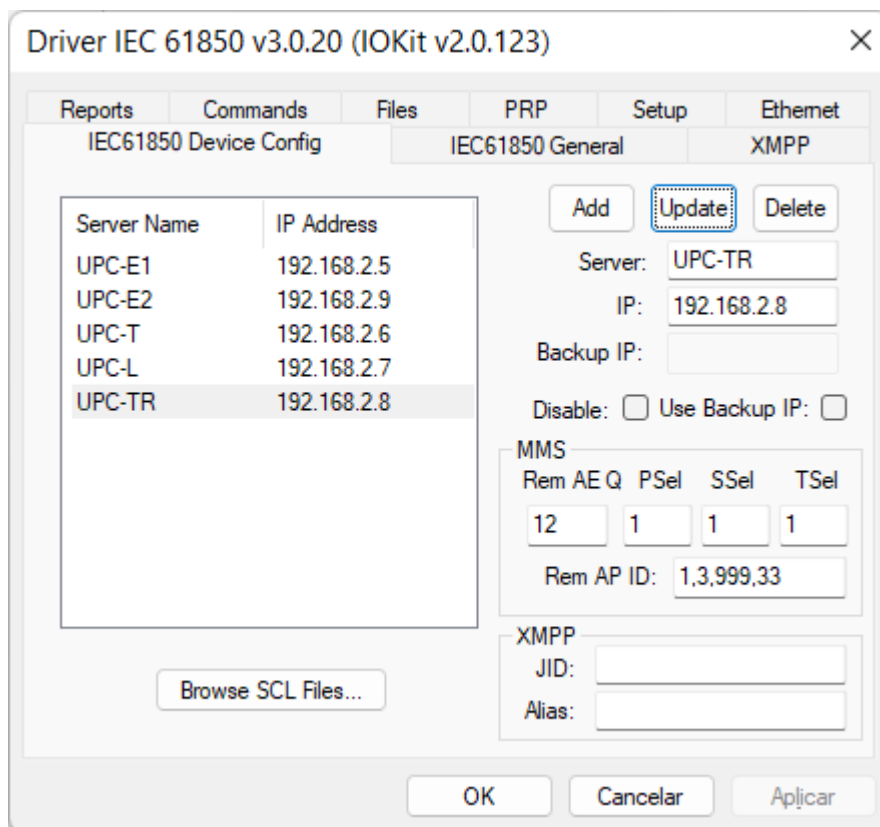 Driver IEC 61850 v3.0.20 (IOKit v2.0.123)
Reports Commands Files PRP Setup Ethernet
IEC61850 Device Config IEC61850 General XMPP
Add Update Delete
Server Name IP Address
UPC-E1 192.168.2.5
UPC-E2 192.168.2.9
UPC-T 192.168.2.6
UPC-L 192.168.2.7
UPC-TR 192.168.2.8
Server: UPC-TR
IP: 192.168.2.8
Backup IP:
Disable: Use Backup IP:
MMS
Rem AE Q PSel SSel TSel
12 1 1 1
Rem AP ID: 1,3,999,33
XMPP
JID:
Alias:
Browse SCL Files...
OK Cancelar Aplicar